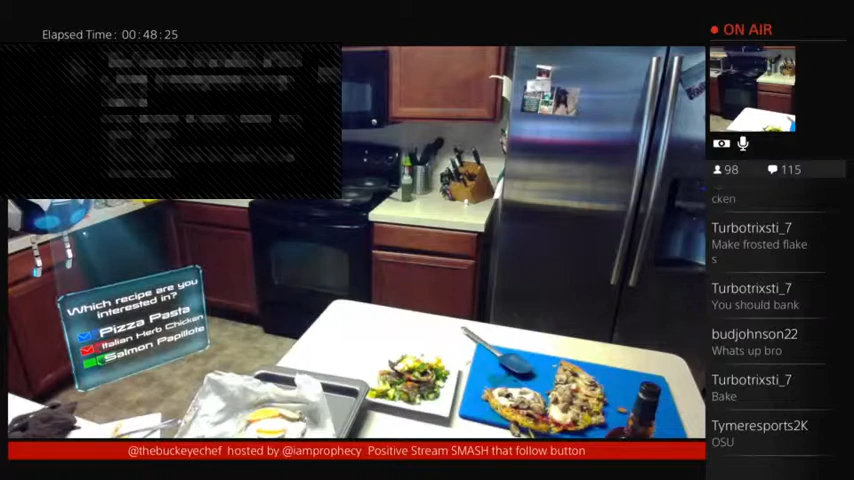 Elapsed Time: 00:48:25
ON AIR
98
115
cken
Turbotrixsti_7
Make frosted flake
s
Turbotrixsti_7
You should bank
budjohnson22
Whats up bro
Turbotrixsti_7
Bake
Tymeresports2K
OSU
Which recipe are you
interested in?
Pizza Pasta
Italian Herb Chicken
Salmon Papillote
@thebuckeyechef hosted by @iamprophecy Positive Stream SMASH that follow button